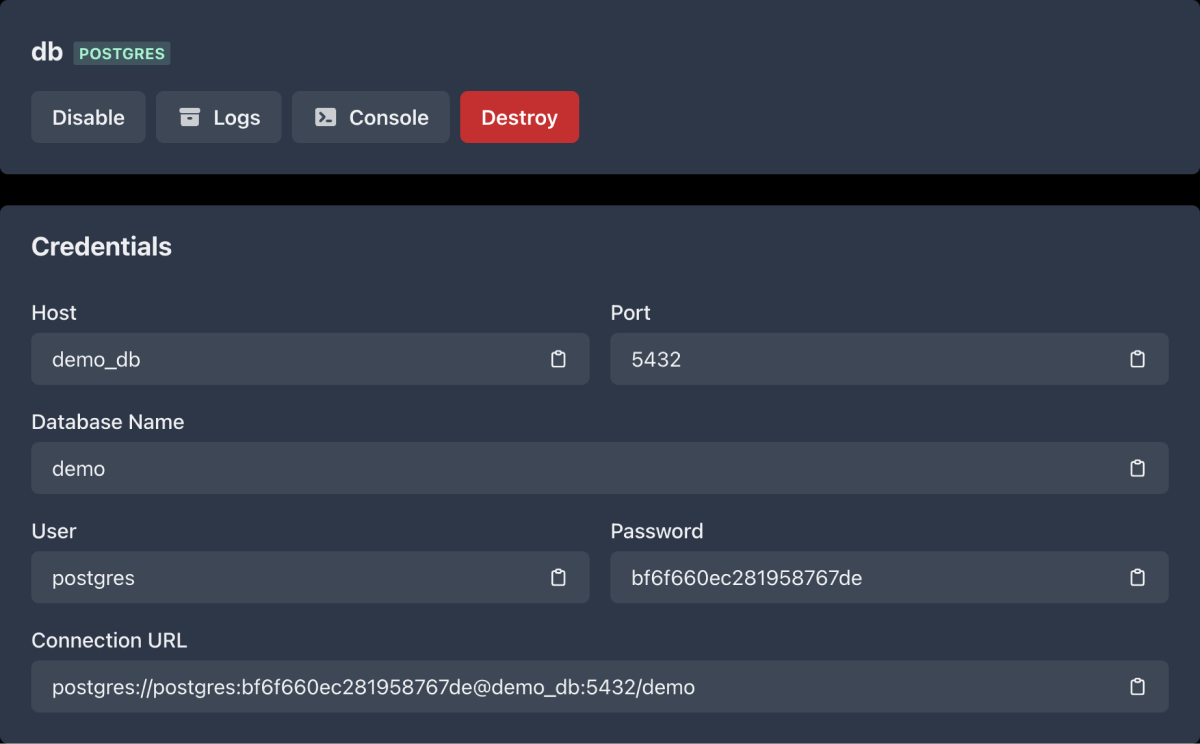 db POSTGRES
Disable Logs Console Destroy
Credentials
Host Port
demo_db 5432
Database Name
demo
User Password
postgres bf6f660ec281958767de
Connection URL
postgres://postgres:bf6f660ec281958767de@demo_db:5432/demo